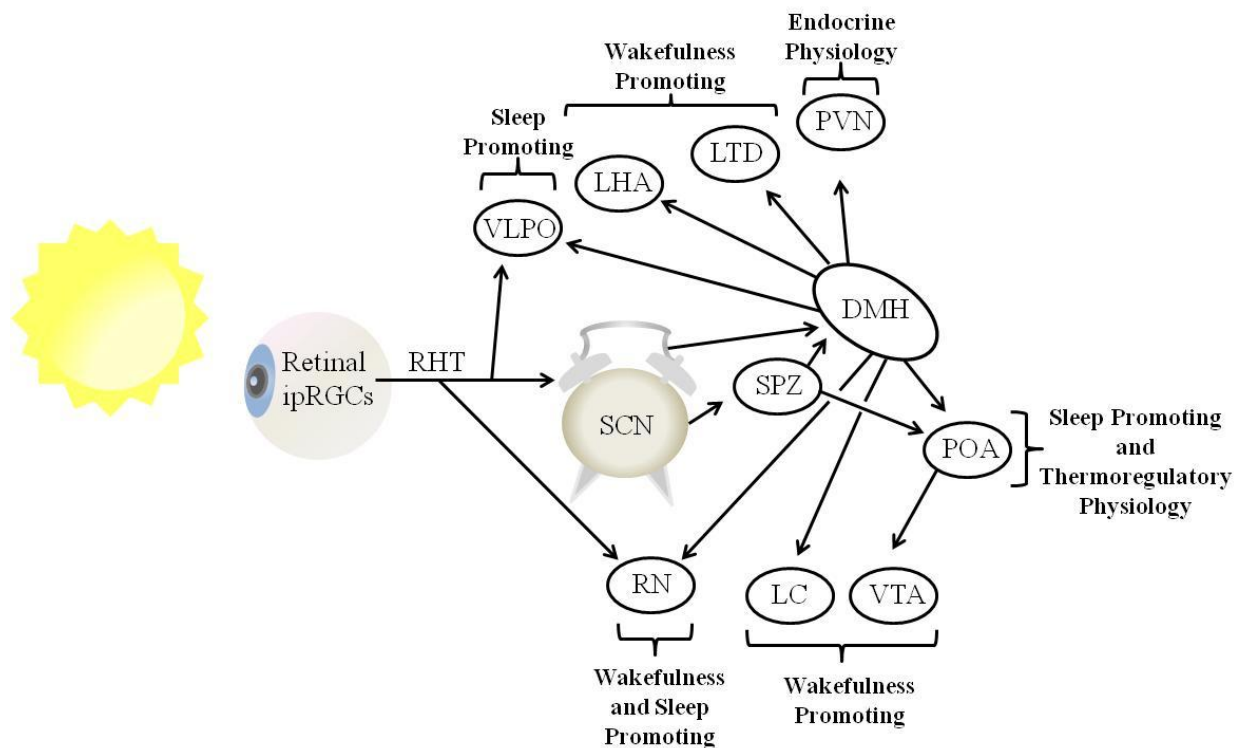 Endocrine
Physiology
Wakefulness
Promoting
Sleep
Promoting
PVN
LTD
LHA
VLPO
DMH
Retinal
ipRGCs
RHT
SCN
SPZ
POA
Sleep Promoting
and
Thermoregulatory
Physiology
RN
LC
VTA
Wakefulness
and Sleep
Promoting
Wakefulness
Promoting